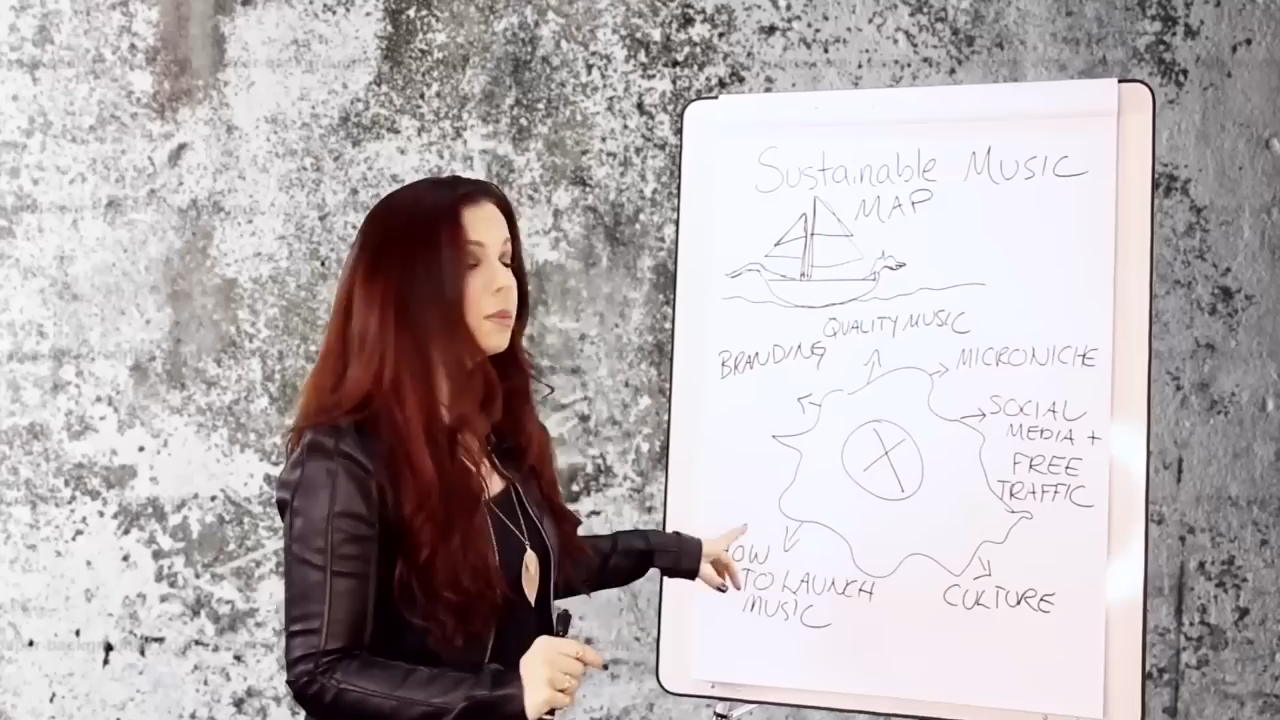 Sustainable Music
MAP
QUALITY MUSIC
BRANDING
MICRONICHE
SOCIAL
MEDIA +
FREE
TRAFFIC
X
CULTURE
OW
TO LAUNCH
MUSIC